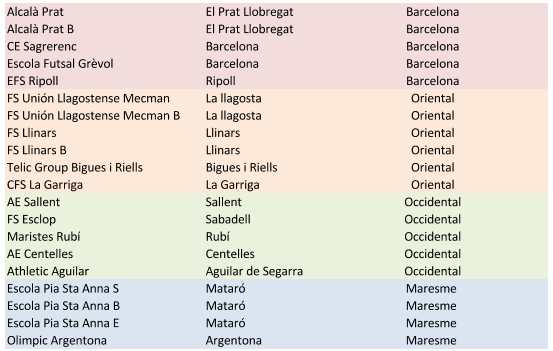 Alcalà Prat El Prat Llobregat Barcelona
Alcalà Prat B El Prat Llobregat Barcelona
CE Sagrerenc Barcelona Barcelona
Escola Futsal Grèvol Barcelona Barcelona
EFS Ripoll Ripoll Barcelona
FS Unión Llagostense Mecman La llagosta Oriental
FS Unión Llagostense Mecman B La llagosta Oriental
FS Llinars Llinars Oriental
FS Llinars B Llinars Oriental
Telic Group Bigues i Riells Bigues i Riells Oriental
CFS La Garriga La Garriga Oriental
AE Sallent Sallent Occidental
FS Esclop Sabadell Occidental
Maristes Rubí Rubí Occidental
AE Centelles Centelles Occidental
Athletic Aguilar Aguilar de Segarra Occidental
Escola Pia Sta Anna S Mataró Maresme
Escola Pia Sta Anna B Mataró Maresme
Escola Pia Sta Anna E Mataró Maresme
Olimpic Argentona Argentona Maresme